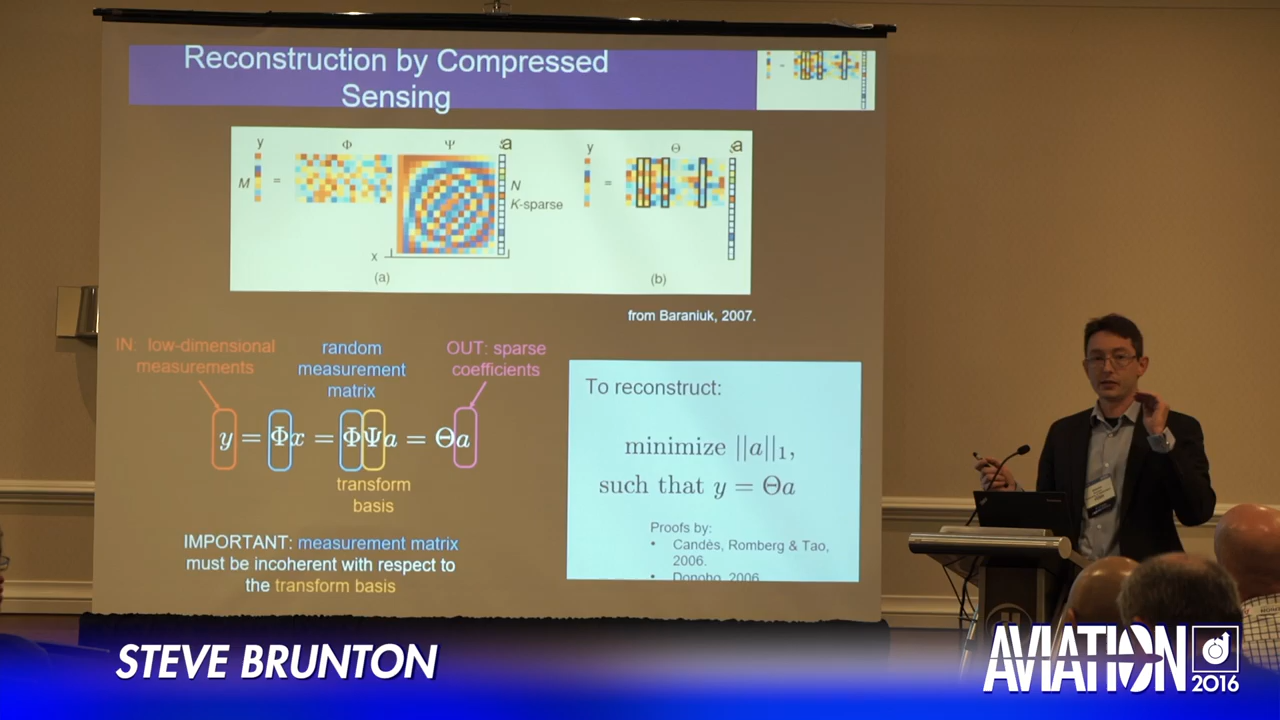 Reconstruction by Compressed
Sensing
y
Φ
Ψ
a
M
=
N
K-sparse
x
(a)
y
Θ
a
=
(b)
from Baraniuk, 2007.
IN: low-dimensional
measurements
random
measurement
matrix
OUT: sparse
coefficients
y = Φx = ΦΨa = Θa
transform
basis
IMPORTANT: measurement matrix
must be incoherent with respect to
the transform basis
To reconstruct:
minimize ||a||₁,
such that y = Θa
Proofs by:
• Candès, Romberg & Tao,
2006.
• Donoho, 2006
STEVE BRUNTON
AVIATION
2016